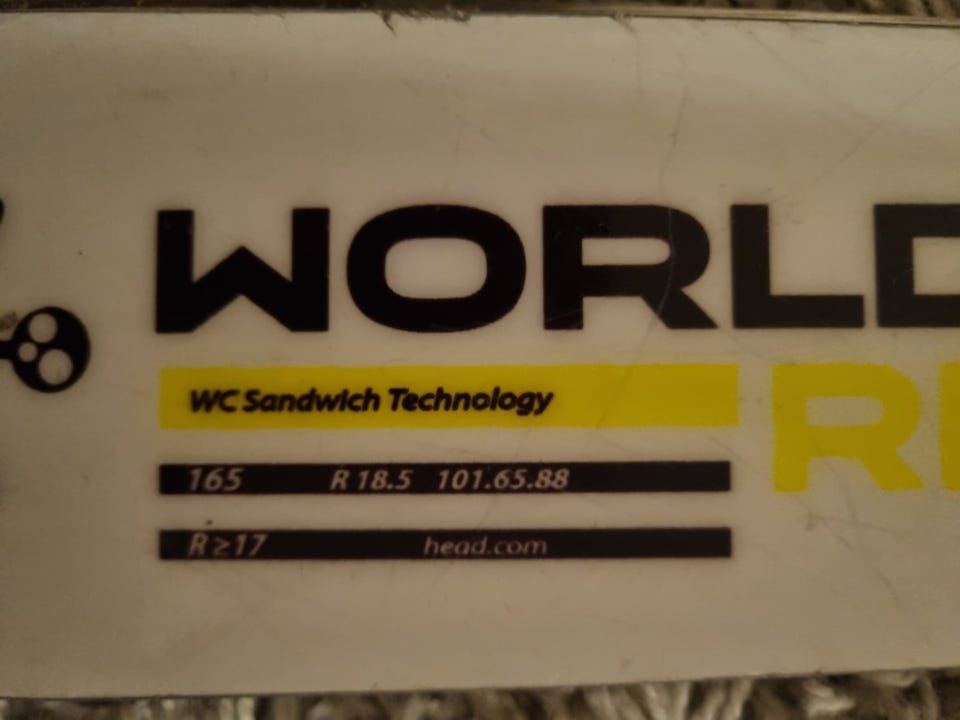 WORLD
WC Sandwich Technology
R
165 R 18.5 101.65.88
R≥17 head.com